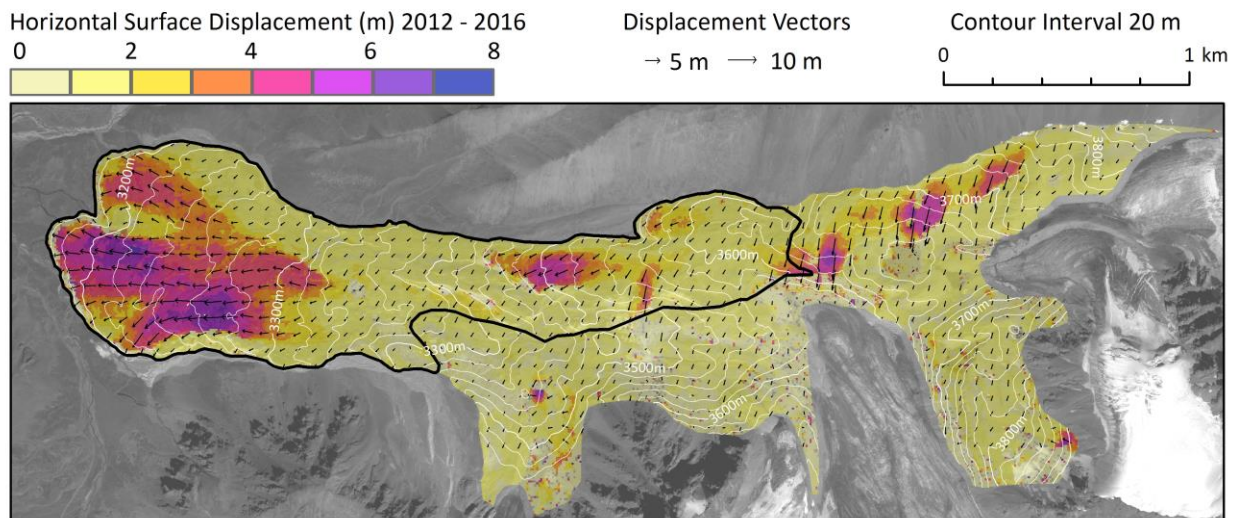 Horizontal Surface Displacement (m) 2012 - 2016
0 2 4 6 8
Displacement Vectors
→ 5 m → 10 m
Contour Interval 20 m
0 1 km
3800m
3200m
3700m
3600m
3300m
3700m
3300m
3500m
3600m
3800m